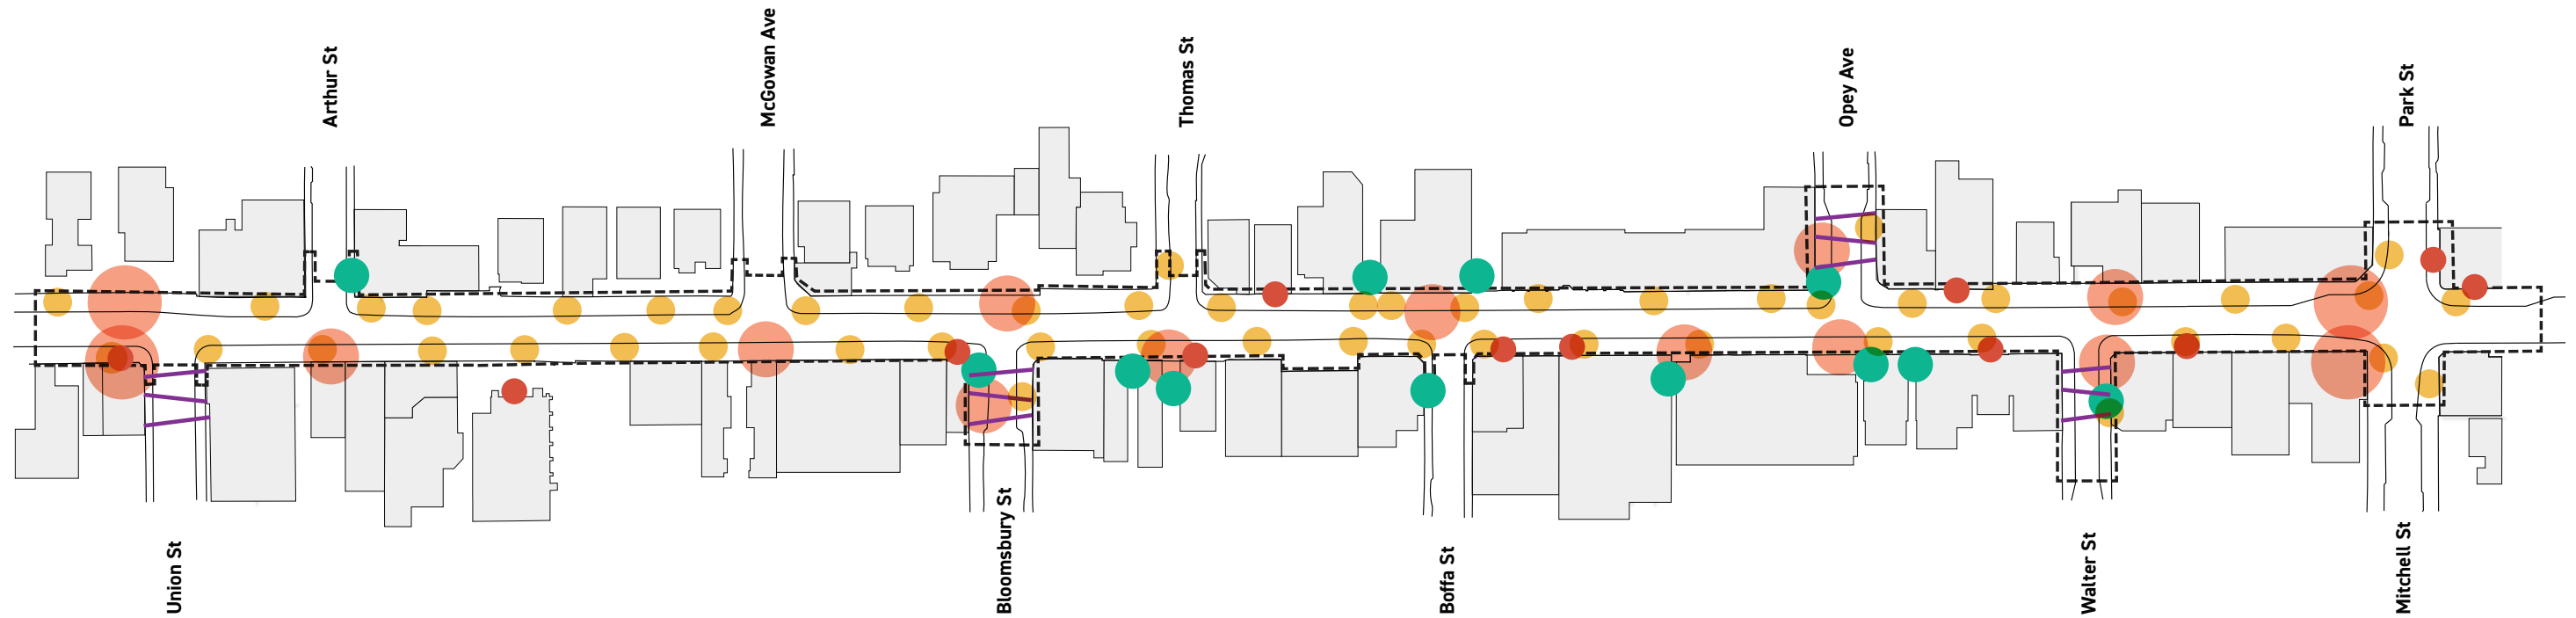 Arthur St
McGowan Ave
Thomas St
Opey Ave
Park St
Union St
Bloomsbury St
Boffa St
Walter St
Mitchell St